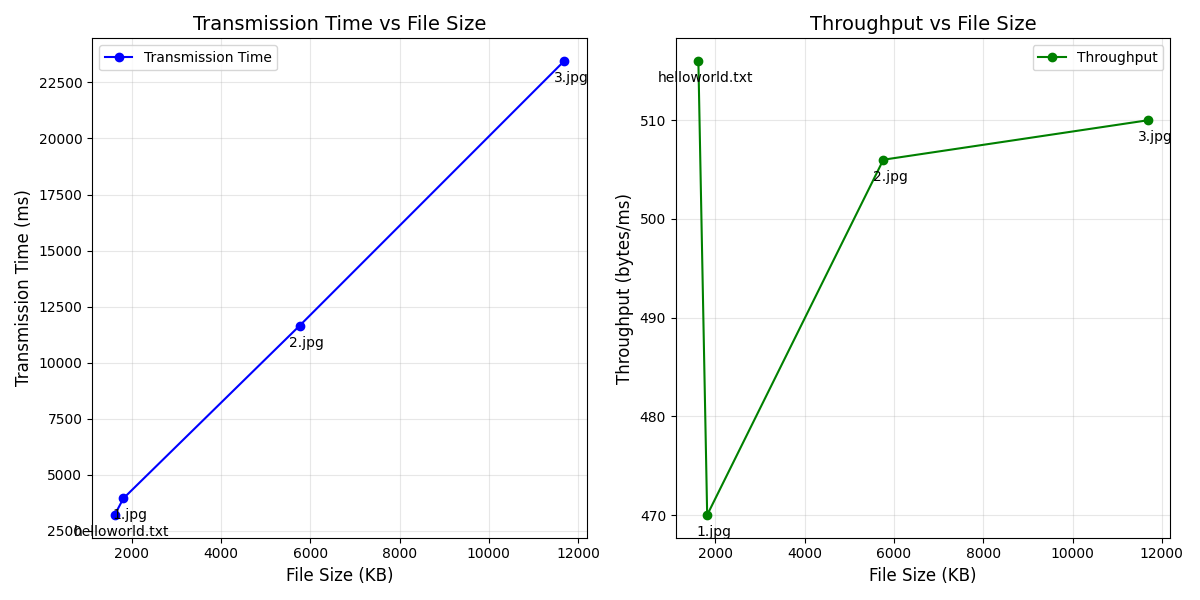 Transmission Time vs File Size
Transmission Time
22500
20000
17500
15000
12500
10000
7500
5000
2500
Transmission Time (ms)
3.jpg
2.jpg
1.jpg
helloworld.txt
2000 4000 6000 8000 10000 12000
File Size (KB)
Throughput vs File Size
Throughput
510
500
490
480
470
Throughput (bytes/ms)
helloworld.txt
3.jpg
2.jpg
1.jpg
2000 4000 6000 8000 10000 12000
File Size (KB)